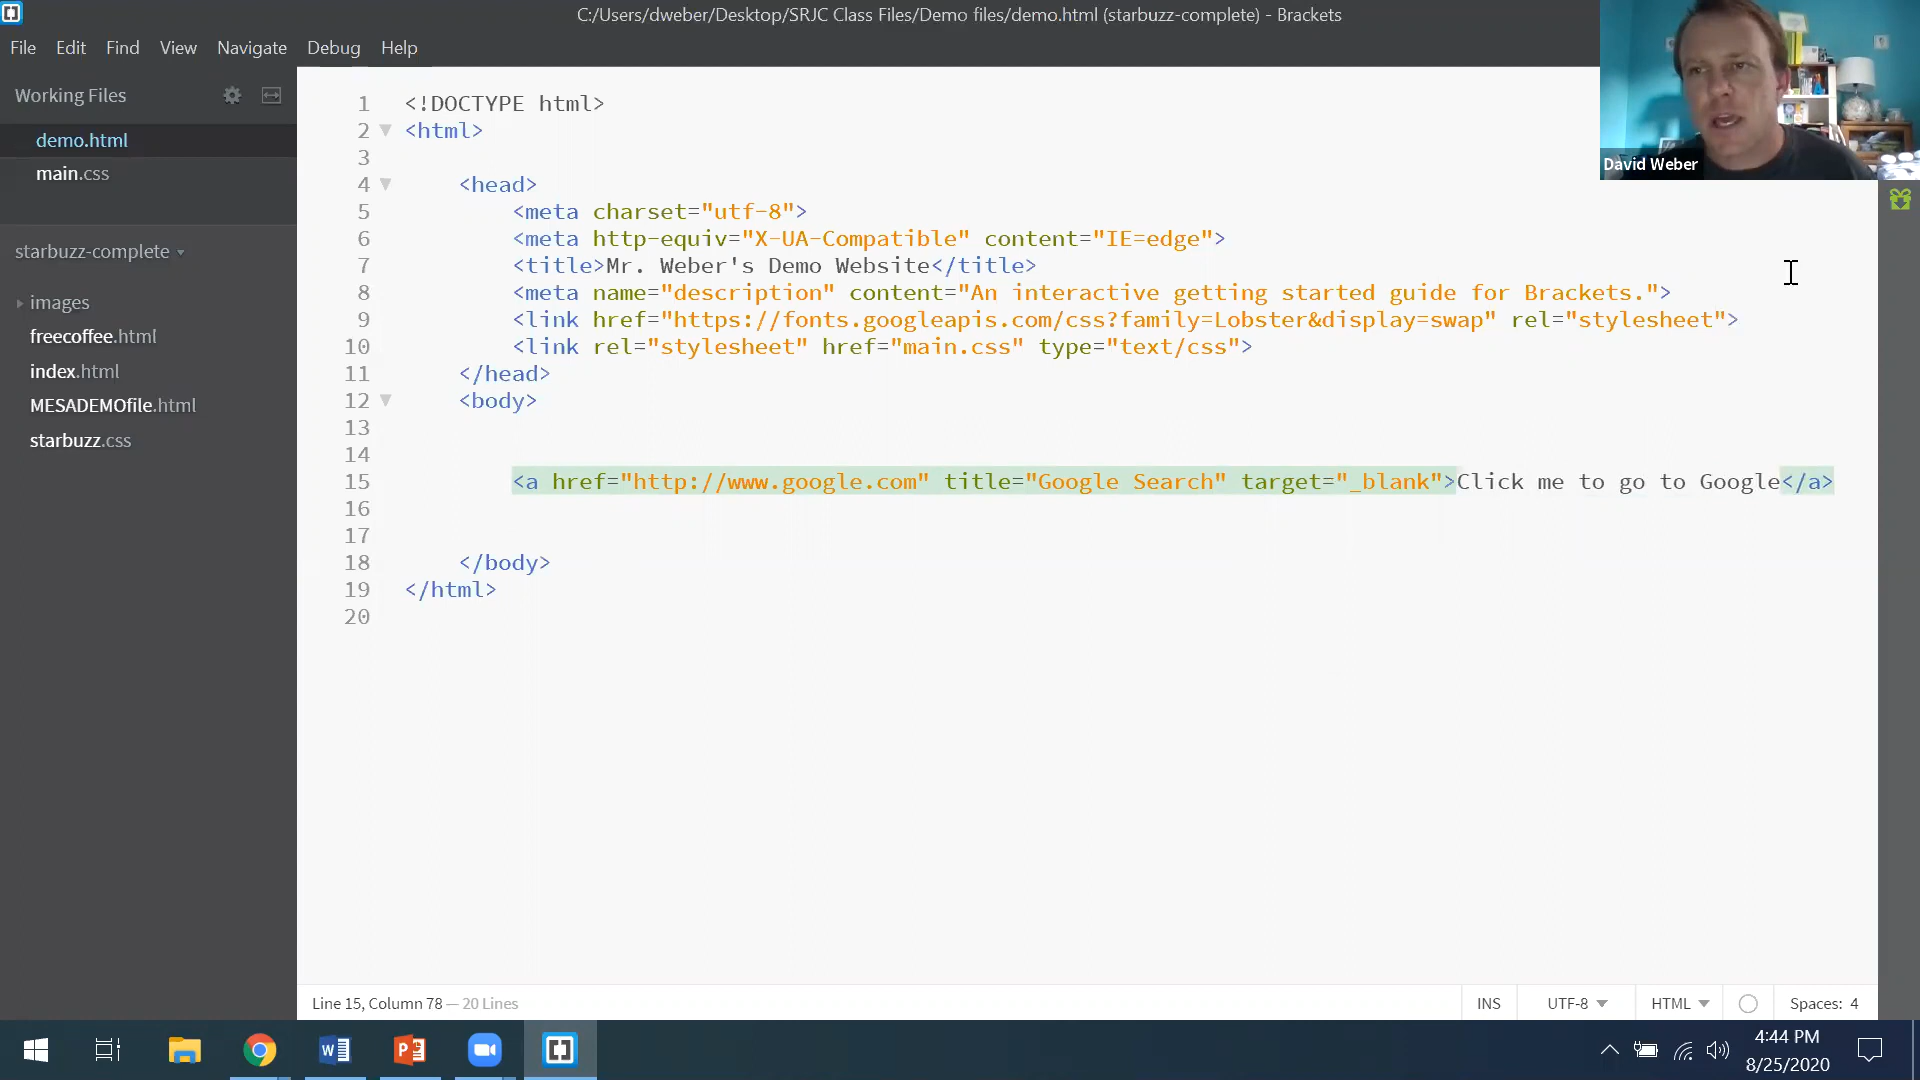 C:/Users/dweber/Desktop/SRJC Class Files/Demo files/demo.html (starbuzz-complete) - Brackets
File Edit Find View Navigate Debug Help
Working Files
demo.html
main.css
starbuzz-complete
images
freecoffee.html
index.html
MESADEMOfile.html
starbuzz.css
1 <!DOCTYPE html>
2 <html>
3
4 <head>
5 <meta charset="utf-8">
6 <meta http-equiv="X-UA-Compatible" content="IE=edge">
7 <title>Mr. Weber's Demo Website</title>
8 <meta name="description" content="An interactive getting started guide for Brackets.">
9 <link href="https://fonts.googleapis.com/css?family=Lobster&display=swap" rel="stylesheet">
10 <link rel="stylesheet" href="main.css" type="text/css">
11 </head>
12 <body>
13
14
15 <a href="http://www.google.com" title="Google Search" target="_blank">Click me to go to Google</a>
16
17
18 </body>
19 </html>
20
David Weber
Line 15, Column 78 — 20 Lines
INS UTF-8 HTML Spaces: 4
4:44 PM
8/25/2020